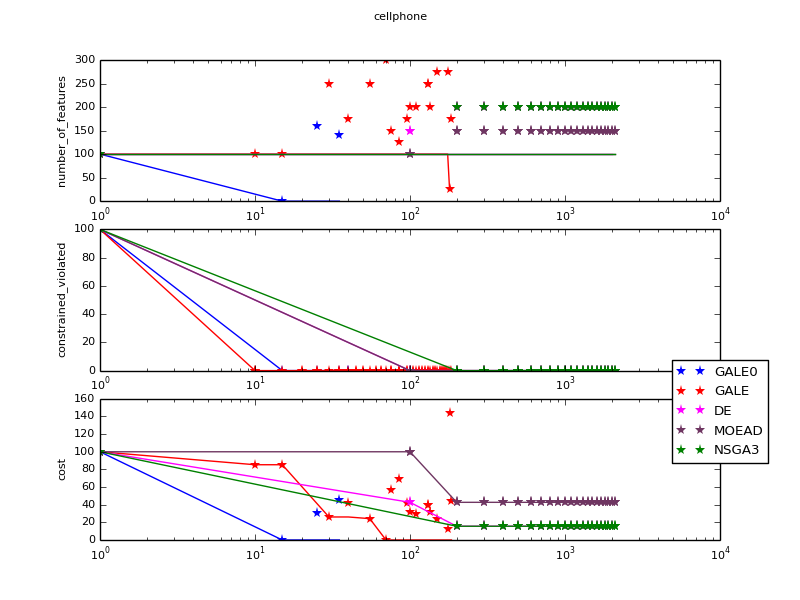 cellphone
number_of_features
300
250
200
150
100
50
0
10^0 10^1 10^2 10^3 10^4
constrained_violated
100
80
60
40
20
0
10^0 10^1 10^2 10^3
cost
160
140
120
100
80
60
40
20
0
10^0 10^1 10^2 10^3 10^4
GALE0
GALE
DE
MOEAD
NSGA3